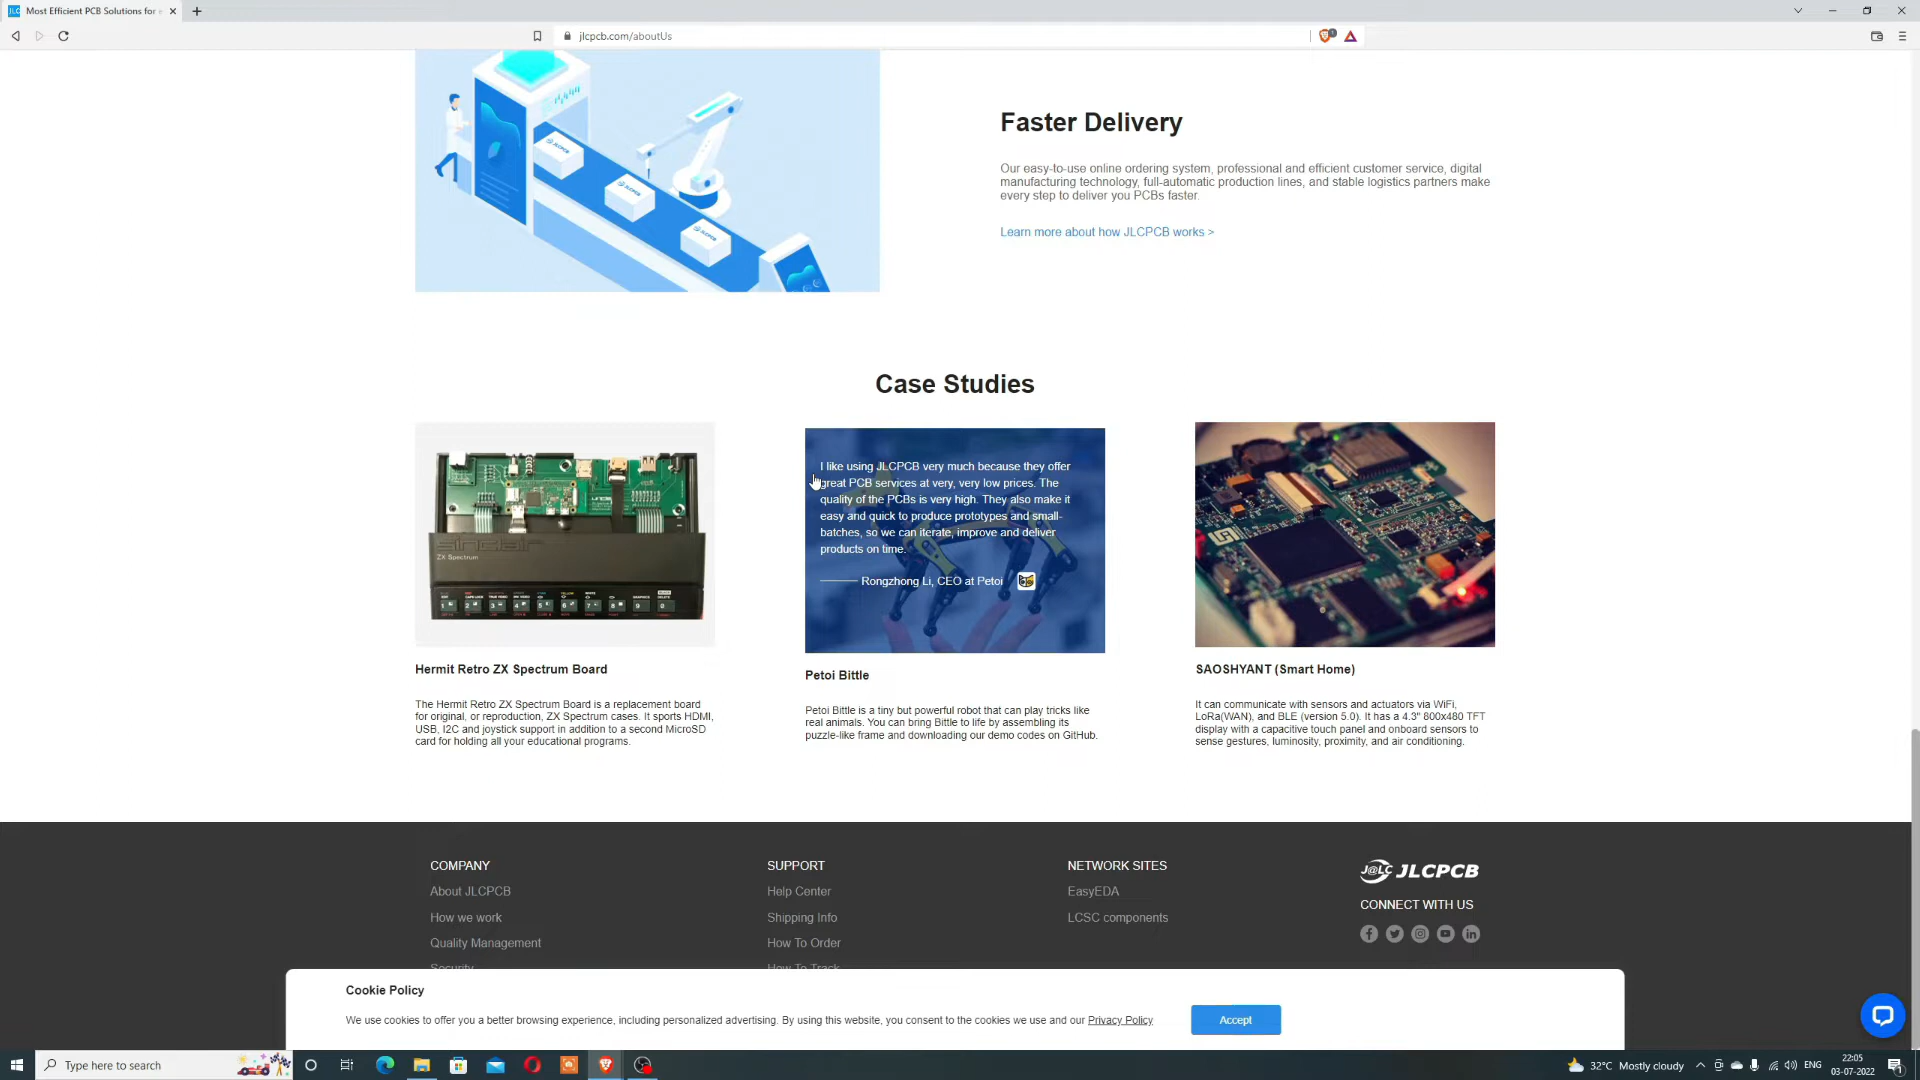 Most Efficient PCB Solutions for e
jlcpcb.com/aboutUs
JLCPCB
JLCPCB
JLCPCB
Faster Delivery
Our easy-to-use online ordering system, professional and efficient customer service, digital
manufacturing technology, full-automatic production lines, and stable logistics partners make
every step to deliver you PCBs faster.
Learn more about how JLCPCB works >
Case Studies
sinclair
ZX Spectrum
I like using JLCPCB very much because they offer
great PCB services at very, very low prices. The
quality of the PCBs is very high. They also make it
easy and quick to produce prototypes and small-
batches, so we can iterate, improve and deliver
products on time.
Rongzhong Li, CEO at Petoi
Hermit Retro ZX Spectrum Board
Petoi Bittle
SAOSHYANT (Smart Home)
The Hermit Retro ZX Spectrum Board is a replacement board
for original, or reproduction, ZX Spectrum cases. It sports HDMI,
USB, I2C and joystick support in addition to a second MicroSD
card for holding all your educational programs.
Petoi Bittle is a tiny but powerful robot that can play tricks like
real animals. You can bring Bittle to life by assembling its
puzzle-like frame and downloading our demo codes on GitHub.
It can communicate with sensors and actuators via WiFi,
LoRa(WAN), and BLE (version 5.0). It has a 4.3" 800x480 TFT
display with a capacitive touch panel and onboard sensors to
sense gestures, luminosity, proximity, and air conditioning.
COMPANY
About JLCPCB
How we work
Quality Management
Security
SUPPORT
Help Center
Shipping Info
How To Order
How To Track
NETWORK SITES
EasyEDA
LCSC components
J@LC JLCPCB
CONNECT WITH US
Cookie Policy
We use cookies to offer you a better browsing experience, including personalized advertising. By using this website, you consent to the cookies we use and our Privacy Policy
Accept
Type here to search
32°C Mostly cloudy
ENG
22:05
03-07-2022